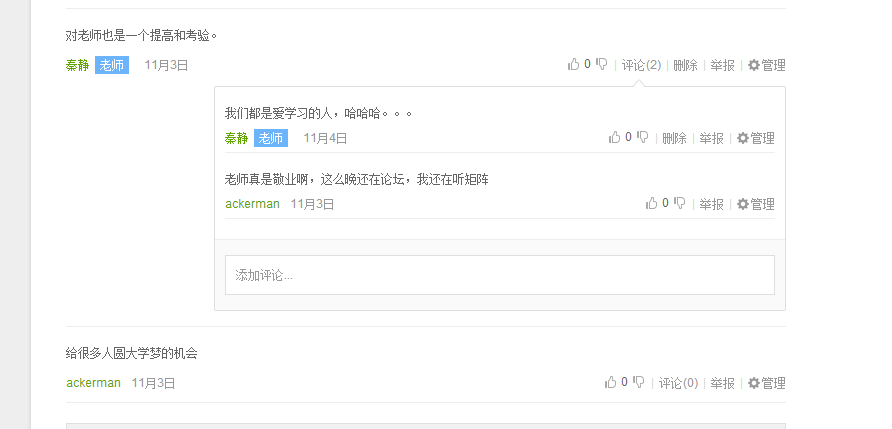 对老师也是一个提高和考验。
秦静 老师 11月3日 0 | 评论(2) | 删除 | 举报 | 管理
我们都是爱学习的人，哈哈哈。。。
秦静 老师 11月4日 0 | 删除 | 举报 | 管理
老师真是敬业啊，这么晚还在论坛，我还在听矩阵
ackerman 11月3日 0 | 举报 | 管理
添加评论...
给很多人圆大学梦的机会
ackerman 11月3日 0 | 评论(0) | 举报 | 管理